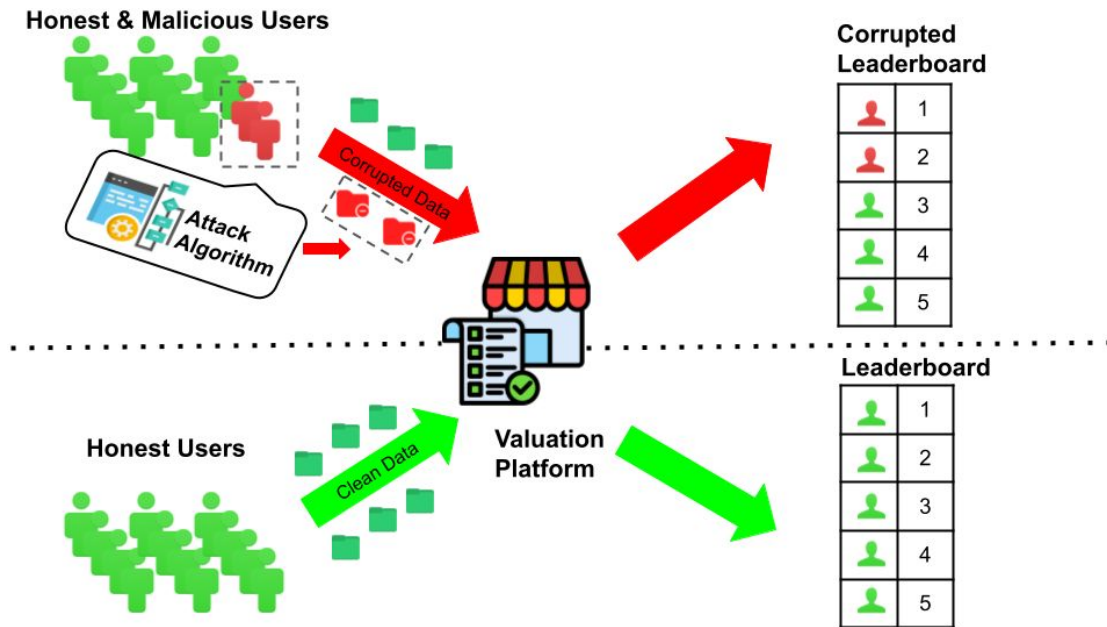 Honest & Malicious Users
Corrupted Data
Attack
Algorithm
Corrupted
Leaderboard
1
2
3
4
5
Honest Users
Clean Data
Valuation
Platform
Leaderboard
1
2
3
4
5